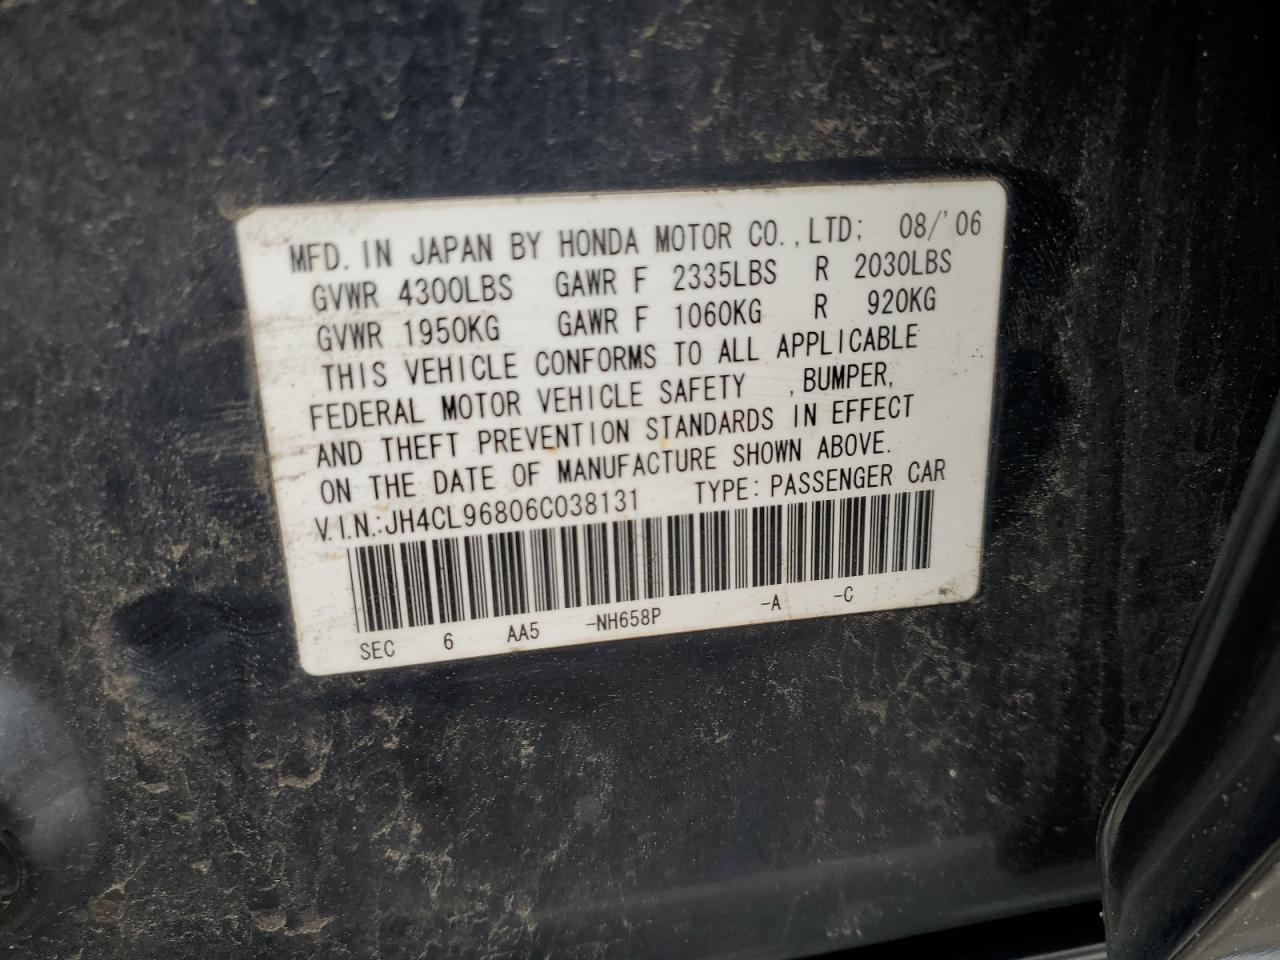 MFD. IN JAPAN BY HONDA MOTOR CO.,LTD; 08/'06
GVWR 4300LBS GAWR F 2335LBS R 2030LBS
GVWR 1950KG GAWR F 1060KG R 920KG
THIS VEHICLE CONFORMS TO ALL APPLICABLE
FEDERAL MOTOR VEHICLE SAFETY ,BUMPER,
AND THEFT PREVENTION STANDARDS IN EFFECT
ON THE DATE OF MANUFACTURE SHOWN ABOVE.
V.I.N.:JH4CL96806C038131 TYPE: PASSENGER CAR
SEC 6 AA5 -NH658P -A -C